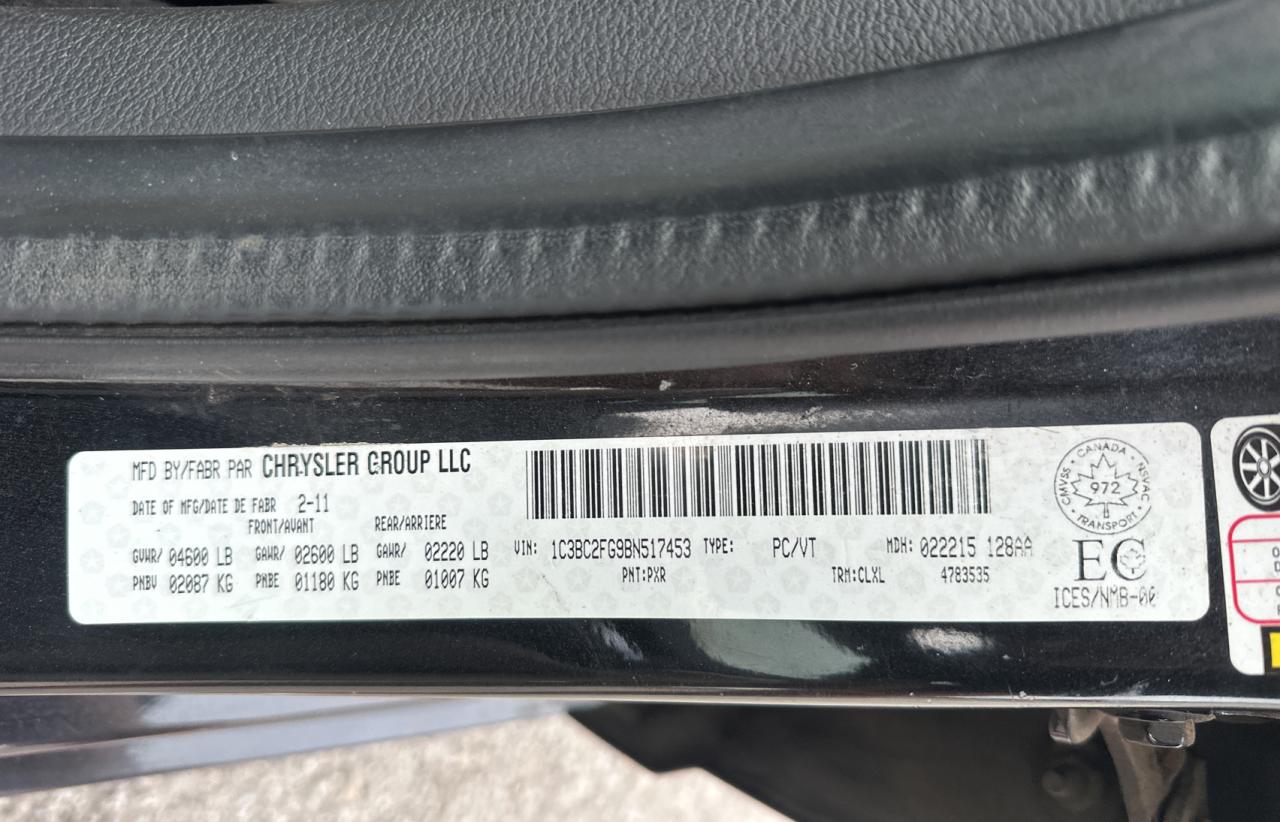 MFD BY/FABR PAR CHRYSLER GROUP LLC
DATE OF MFG/DATE DE FABR 2-11
FRONT/AVANT REAR/ARRIERE
GVWR/ 04600 LB GAWR/ 02600 LB GAWR/ 02220 LB
PNBV 02087 KG PNBE 01180 KG PNBE 01007 KG
VIN: 1C3BC2FG9BN517453 TYPE: PC/VT MDH: 022215 128AA
PNT:PXR TRM:CLXL 4783535
CANADA
CMVSS 972 NSVAC
TRANSPORT
EC
ICES/NMB-00